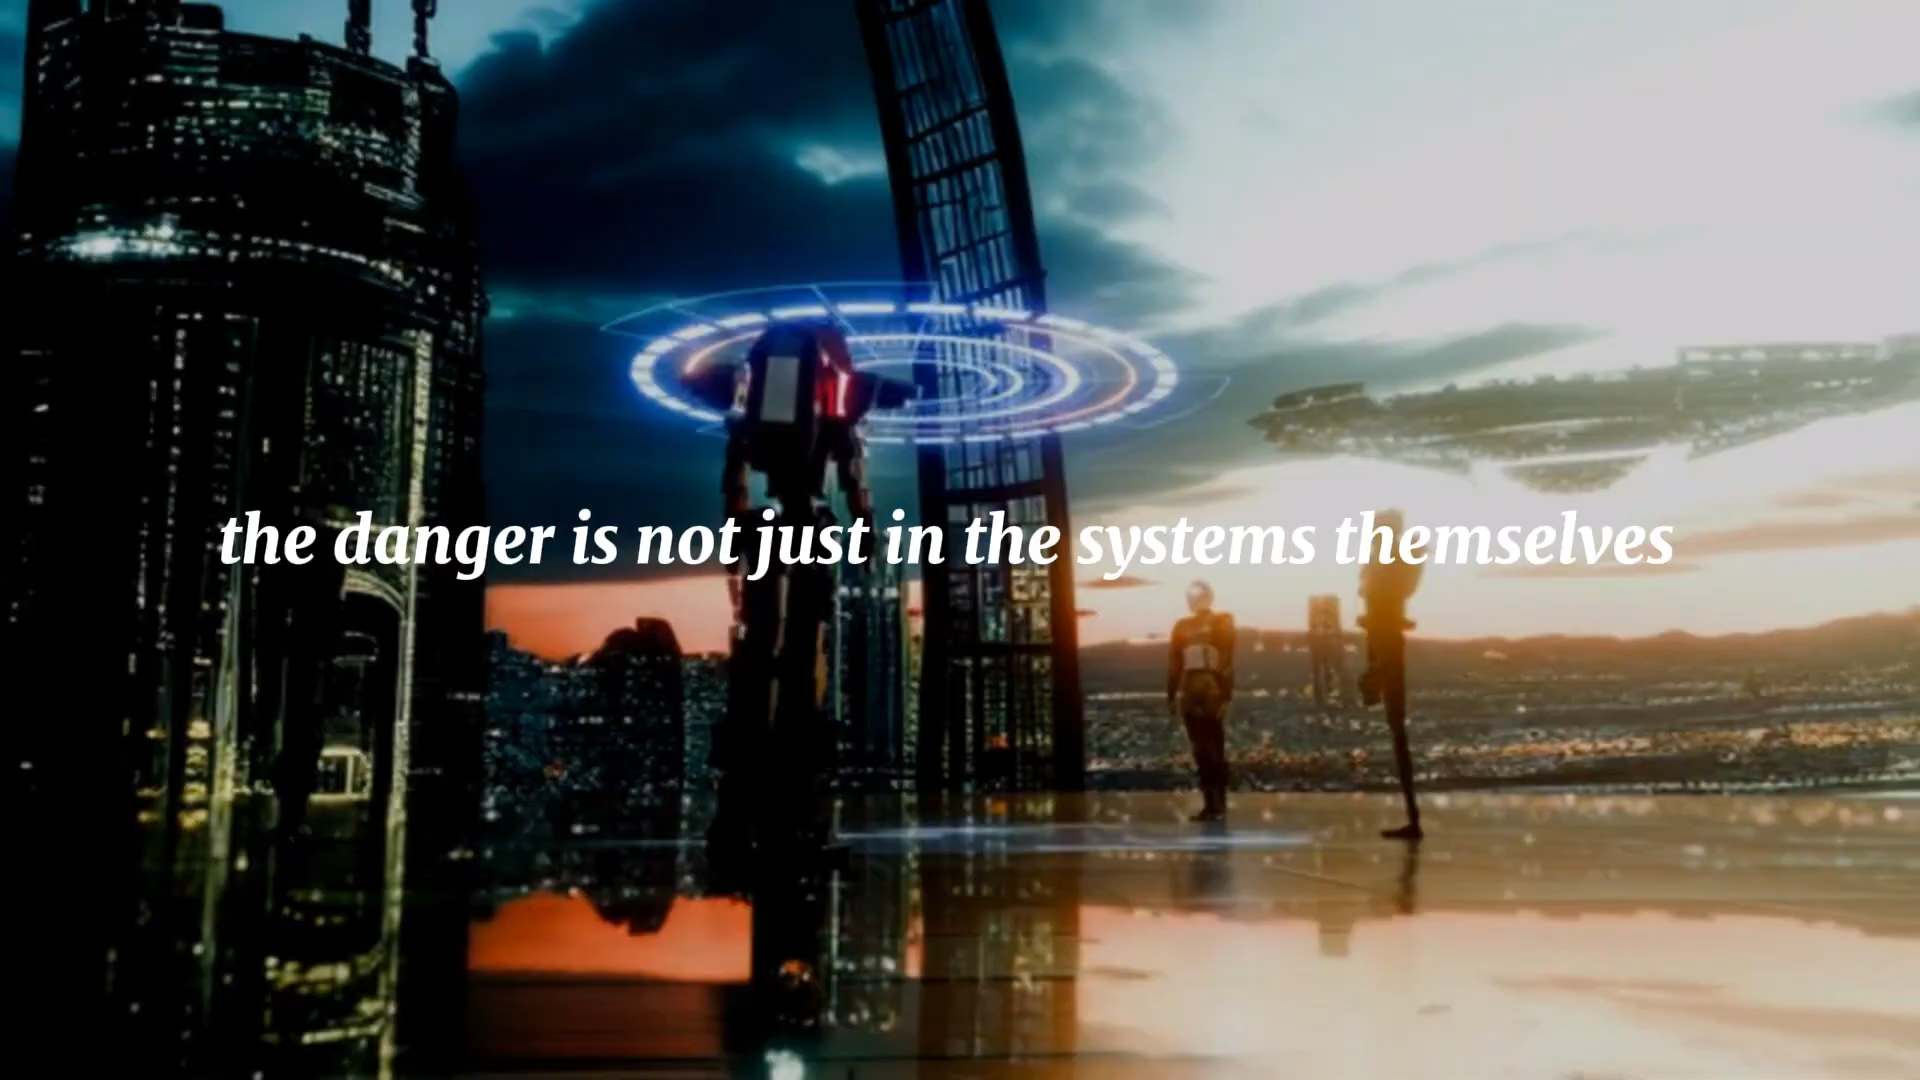 the danger is not just in the systems themselves